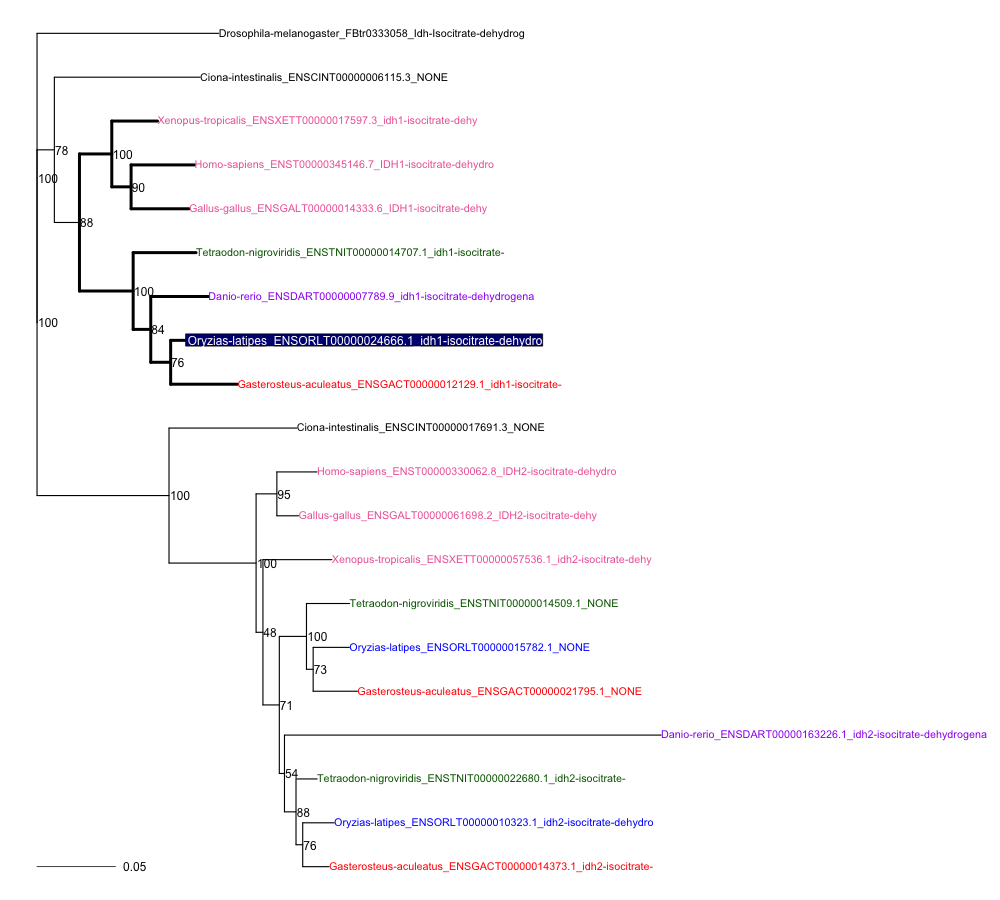 Drosophila-melanogaster_FBtr0333058_Idh-Isocitrate-dehydrog
Ciona-intestinalis_ENSCINT00000006115.3_NONE
Xenopus-tropicalis_ENSXETT00000017597.3_idh1-isocitrate-dehy
78
100
Homo-sapiens_ENST00000345146.7_IDH1-isocitrate-dehydro
100
90
Gallus-gallus_ENSGALT00000014333.6_IDH1-isocitrate-dehy
88
Tetraodon-nigroviridis_ENSTNIT00000014707.1_idh1-isocitrate-
100
Danio-rerio_ENSDART00000007789.9_idh1-isocitrate-dehydrogena
100
84
Oryzias-latipes_ENSORLT00000024666.1_idh1-isocitrate-dehydro
76
Gasterosteus-aculeatus_ENSGACT00000012129.1_idh1-isocitrate-
Ciona-intestinalis_ENSCINT00000017691.3_NONE
Homo-sapiens_ENST00000330062.8_IDH2-isocitrate-dehydro
100
95
Gallus-gallus_ENSGALT00000061698.2_IDH2-isocitrate-dehy
Xenopus-tropicalis_ENSXETT00000057536.1_idh2-isocitrate-dehy
100
Tetraodon-nigroviridis_ENSTNIT00000014509.1_NONE
48
100
Oryzias-latipes_ENSORLT00000015782.1_NONE
73
Gasterosteus-aculeatus_ENSGACT00000021795.1_NONE
71
Danio-rerio_ENSDART00000163226.1_idh2-isocitrate-dehydrogena
54
Tetraodon-nigroviridis_ENSTNIT00000022680.1_idh2-isocitrate-
88
Oryzias-latipes_ENSORLT00000010323.1_idh2-isocitrate-dehydro
76
Gasterosteus-aculeatus_ENSGACT00000014373.1_idh2-isocitrate-
0.05